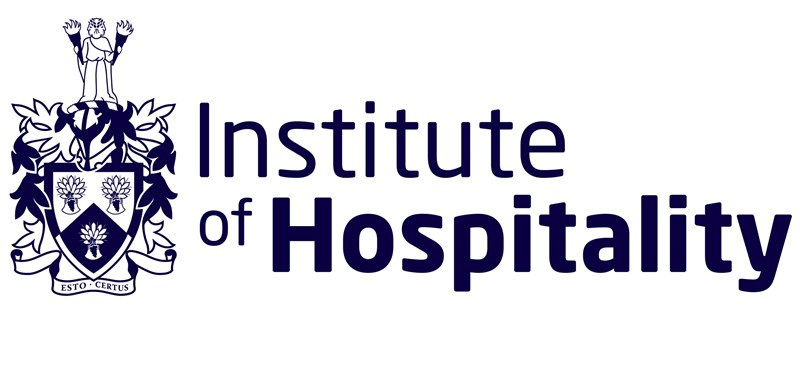 Institute
of Hospitality
ESTO · CERTUS